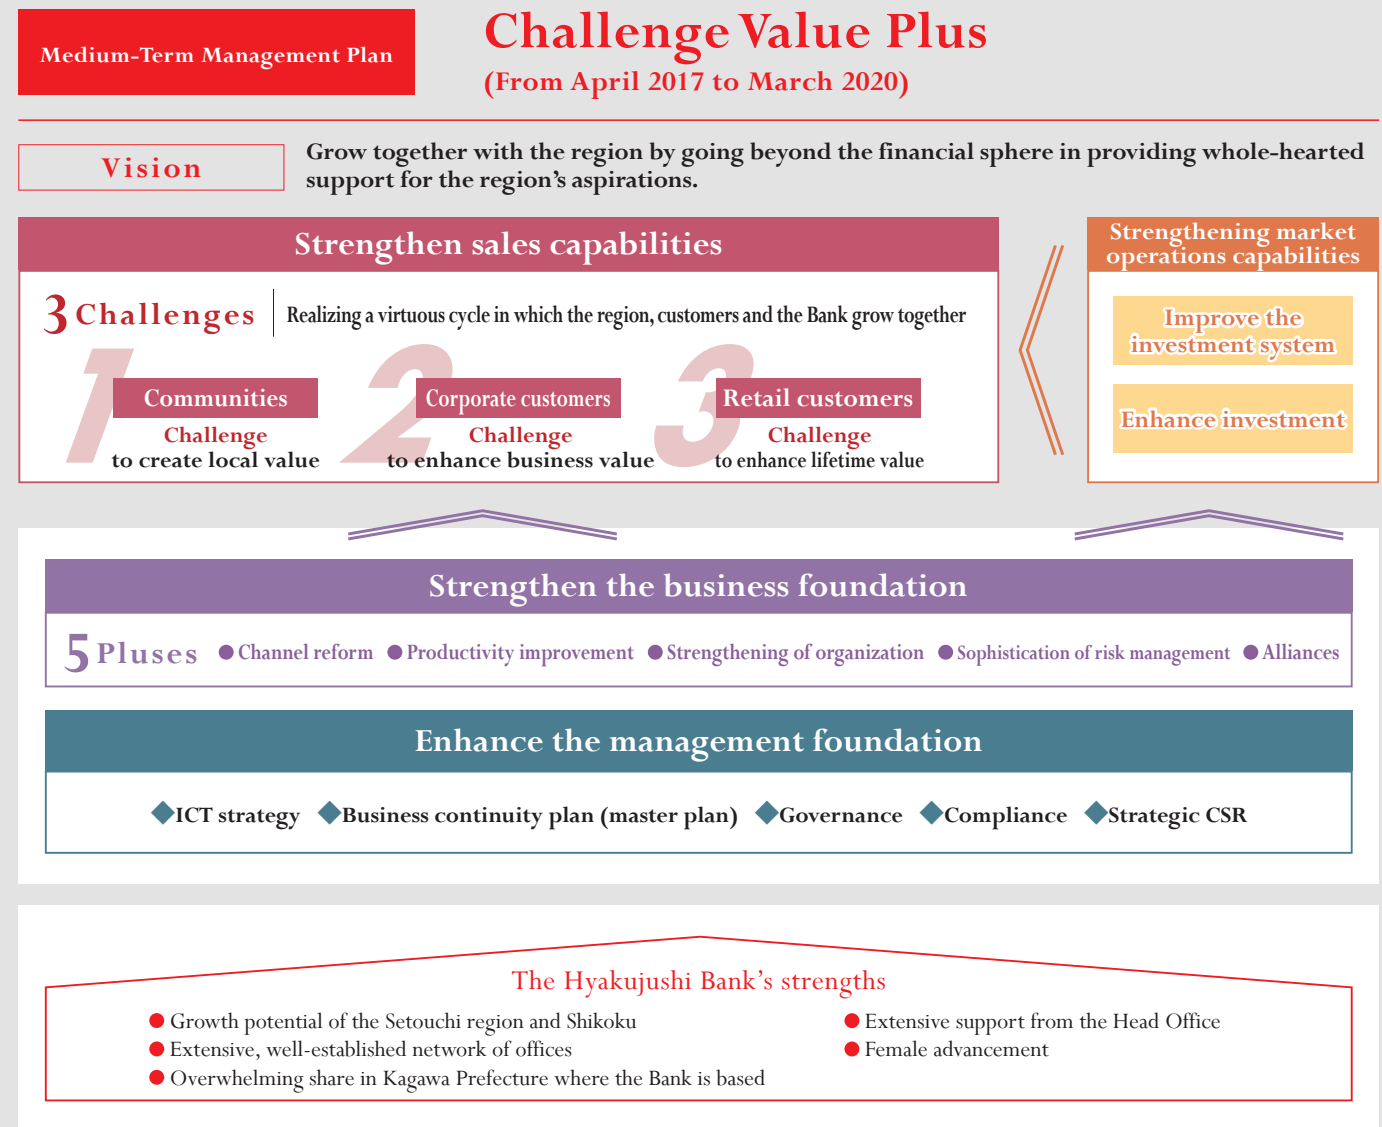 Medium-Term Management Plan
Challenge Value Plus
(From April 2017 to March 2020)
Vision
Grow together with the region by going beyond the financial sphere in providing whole-hearted
support for the region's aspirations.
Strengthen sales capabilities
3 Challenges
Realizing a virtuous cycle in which the region, customers and the Bank grow together
1
Communities
Challenge
to create local value
2
Corporate customers
Challenge
to enhance business value
3
Retail customers
Challenge
to enhance lifetime value
Strengthening market
operations capabilities
Improve the
investment system
Enhance investment
Strengthen the business foundation
5 Pluses ● Channel reform ● Productivity improvement ● Strengthening of organization ● Sophistication of risk management ● Alliances
Enhance the management foundation
◆ICT strategy ◆Business continuity plan (master plan) ◆Governance ◆Compliance ◆Strategic CSR
The Hyakujushi Bank's strengths
● Growth potential of the Setouchi region and Shikoku
● Extensive, well-established network of offices
● Overwhelming share in Kagawa Prefecture where the Bank is based
● Extensive support from the Head Office
● Female advancement